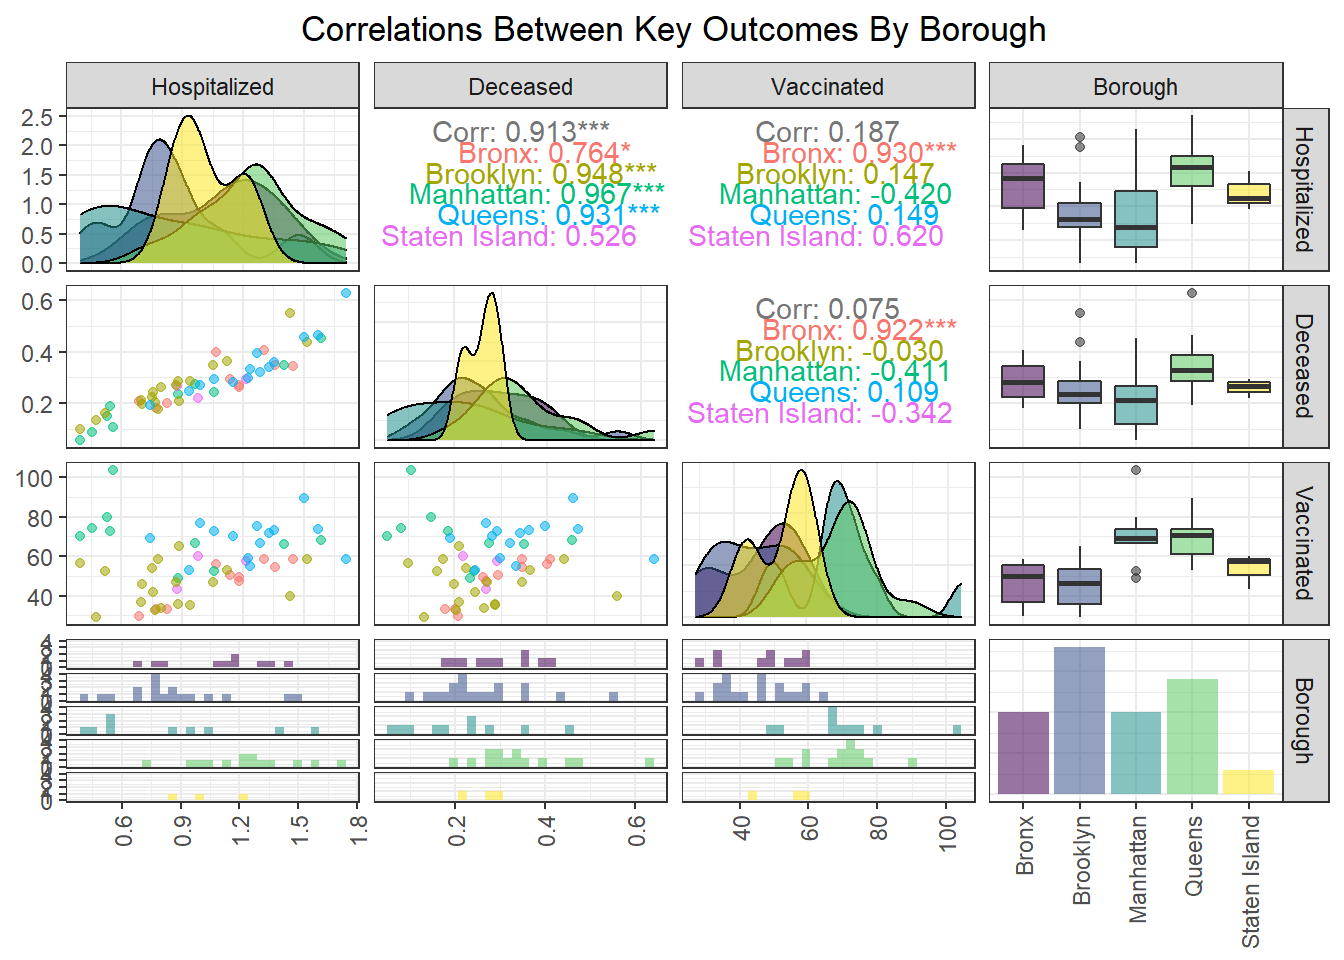 Correlations Between Key Outcomes By Borough
Hospitalized
Deceased
Vaccinated
Borough
2.5
2.0
1.5
1.0
0.5
0.0
Corr: 0.913***
Bronx: 0.764*
Brooklyn: 0.948***
Manhattan: 0.967***
Queens: 0.931***
Staten Island: 0.526
Corr: 0.187
Bronx: 0.930***
Brooklyn: 0.147
Manhattan: -0.420
Queens: 0.149
Staten Island: 0.620
Hospitalized
0.6
0.4
0.2
Corr: 0.075
Bronx: 0.922***
Brooklyn: -0.030
Manhattan: -0.411
Queens: 0.109
Staten Island: -0.342
Deceased
100
80
60
40
Vaccinated
Borough
0.6
0.9
1.2
1.5
1.8
0.2
0.4
0.6
40
60
80
100
Bronx
Brooklyn
Manhattan
Queens
Staten Island